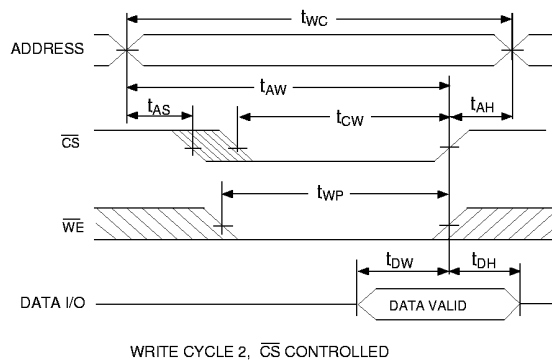 tWC
ADDRESS
tAW
tAS
tCW
tAH
CS
tWP
WE
tDW
tDH
DATA I/O
DATA VALID
WRITE CYCLE 2, CS CONTROLLED